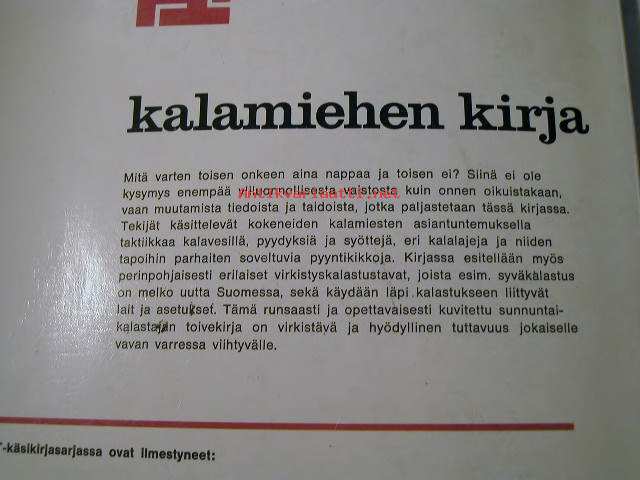 kalamiehen kirja
Mitä varten toisen onkeen aina nappaa ja toisen ei? Siinä ei ole
kysymys enempää yliluonnollisesta vaistosta kuin onnen oikuistakaan,
vaan muutamista tiedoista ja taidoista, jotka paljastetaan tässä kirjassa.
Tekijät käsittelevät kokeneiden kalamiesten asiantuntemuksella
taktiikkaa kalavesillä, pyydyksiä ja syöttejä, eri kalalajeja ja niiden
tapoihin parhaiten soveltuvia pyyntikikkoja. Kirjassa esitellään myös
perinpohjaisesti erilaiset virkistyskalastustavat, joista esim. syväkalastus
on melko uutta Suomessa, sekä käydään läpi kalastukseen liittyvät
lait ja asetukset. Tämä runsaasti ja opettavaisesti kuvitettu sunnuntai-
kalastajan toivekirja on virkistävä ja hyödyllinen tuttavuus jokaiselle
vavan varressa viihtyvälle.
-käsikirjasarjassa ovat ilmestyneet: